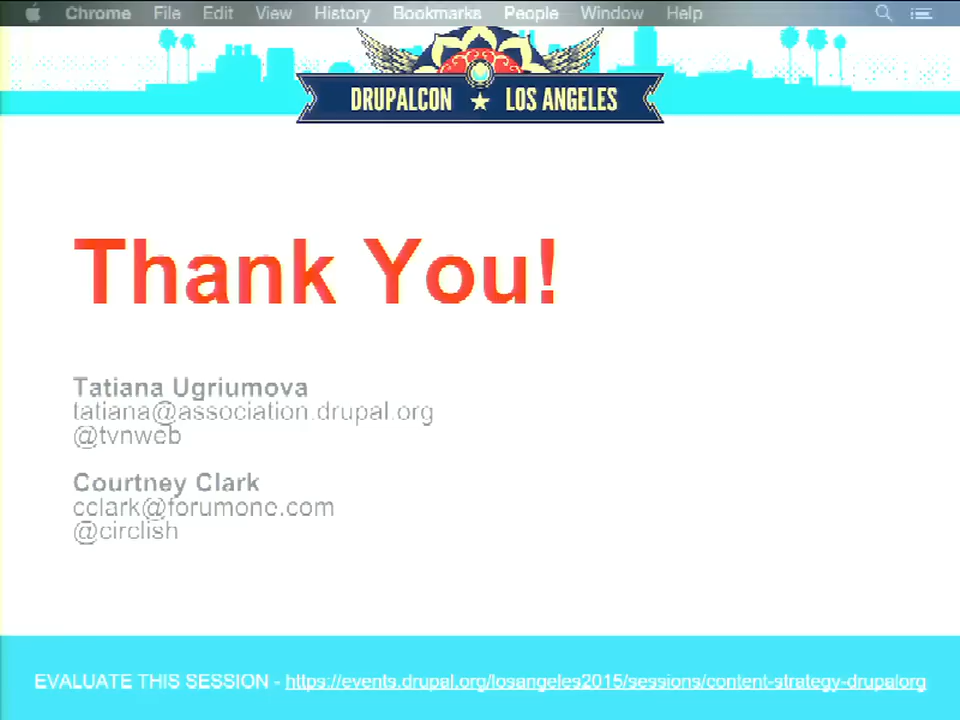 Chrome File Edit View History Bookmarks People Window Help
DRUPALCON ★ LOS ANGELES
Thank You!
Tatiana Ugriumova
tatiana@association.drupal.org
@tvnweb
Courtney Clark
cclark@forumone.com
@circlish
EVALUATE THIS SESSION - https://events.drupal.org/losangeles2015/sessions/content-strategy-drupalorg